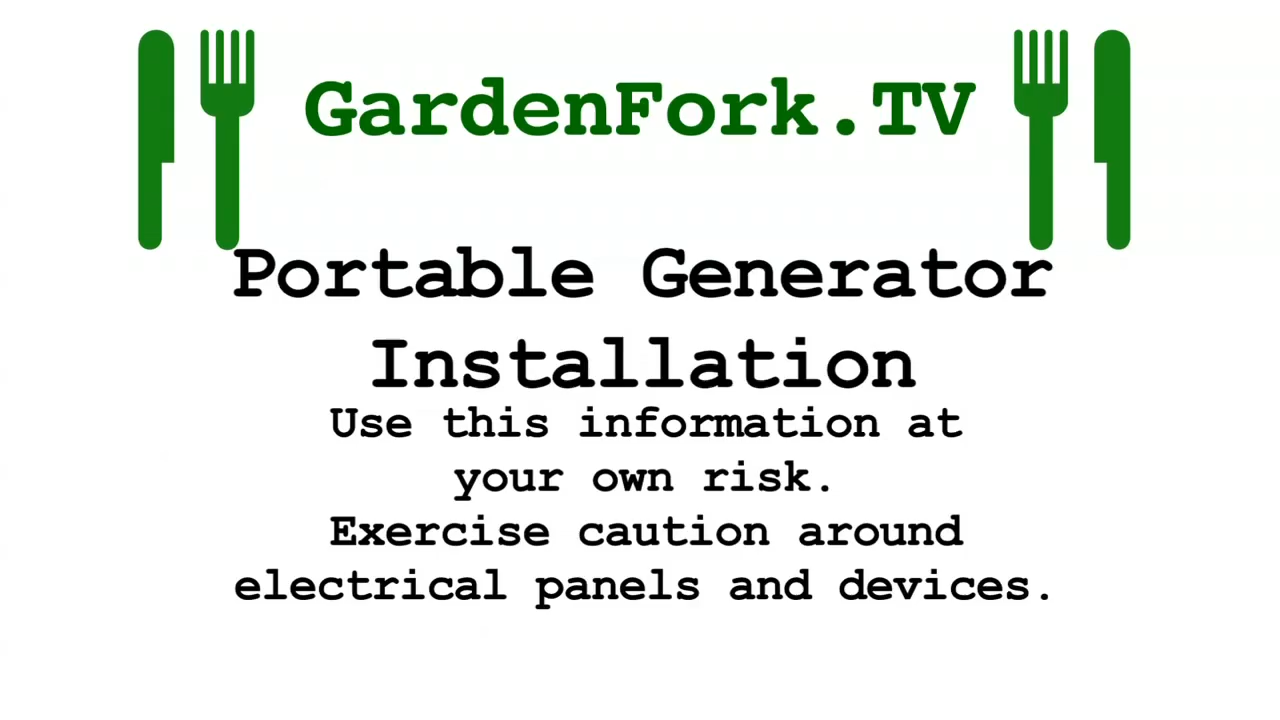 GardenFork.TV
Portable Generator
Installation
Use this information at
your own risk.
Exercise caution around
electrical panels and devices.